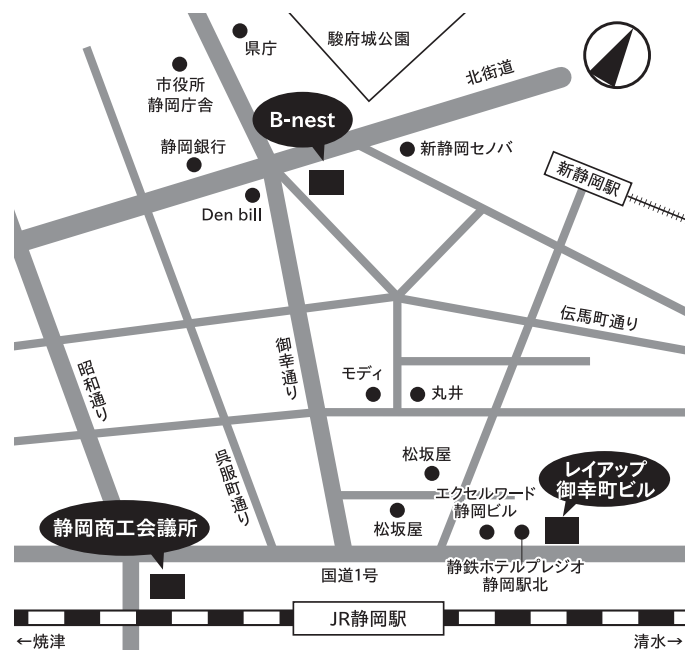 県庁
駿府城公園
北街道
市役所
静岡庁舎
B-nest
静岡銀行
新静岡セノバ
新静岡駅
Den bill
伝馬町通り
御幸通り
昭和通り
モディ
丸井
呉服町通り
松坂屋
レイアップ
御幸町ビル
エクセルワード
静岡ビル
松坂屋
静岡商工会議所
国道1号
静鉄ホテルプレジオ
静岡駅北
JR静岡駅
←焼津
清水→